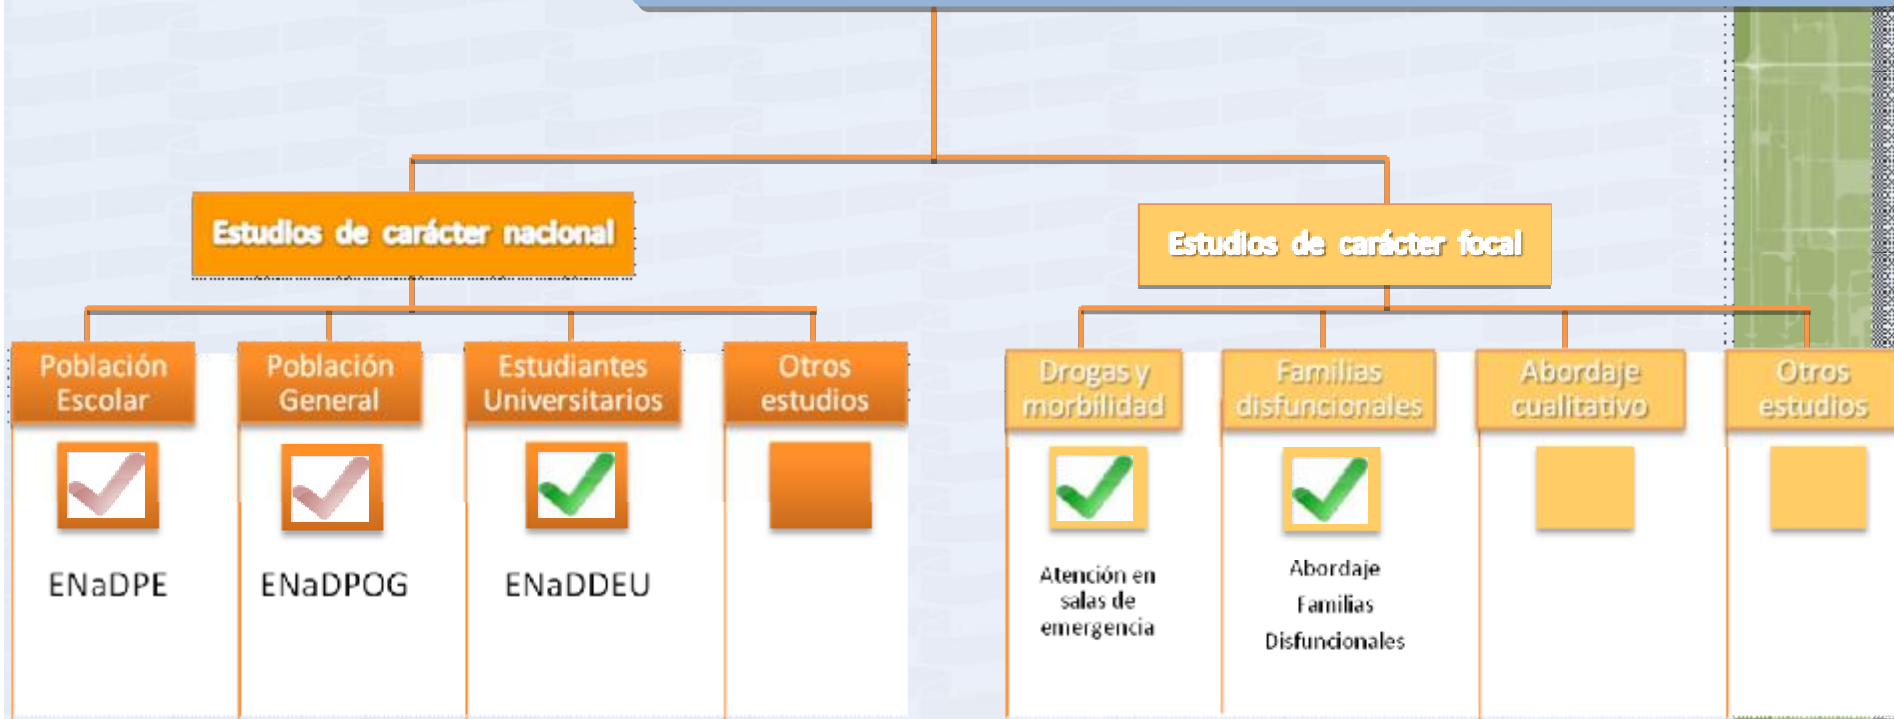 Estudios de carácter nacional
Población
Escolar
Población
General
Estudiantes
Universitarios
Otros
estudios
ENaDPE
ENaDPOG
ENaDDEU
Estudios de carácter focal
Drogas y
morbilidad
Familias
disfuncionales
Abordaje
cualitativo
Otros
estudios
Atención en
salas de
emergencia
Abordaje
Familias
Disfuncionales